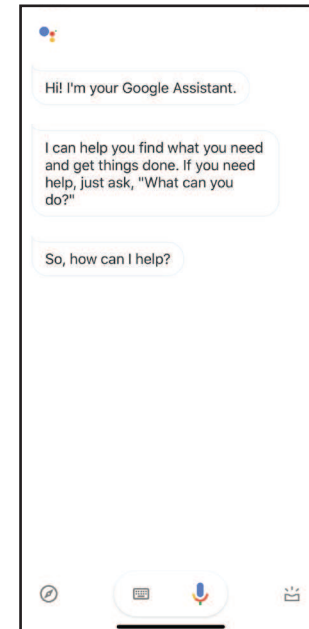 Hi! I'm your Google Assistant.
I can help you find what you need
and get things done. If you need
help, just ask, "What can you
do?"
So, how can I help?